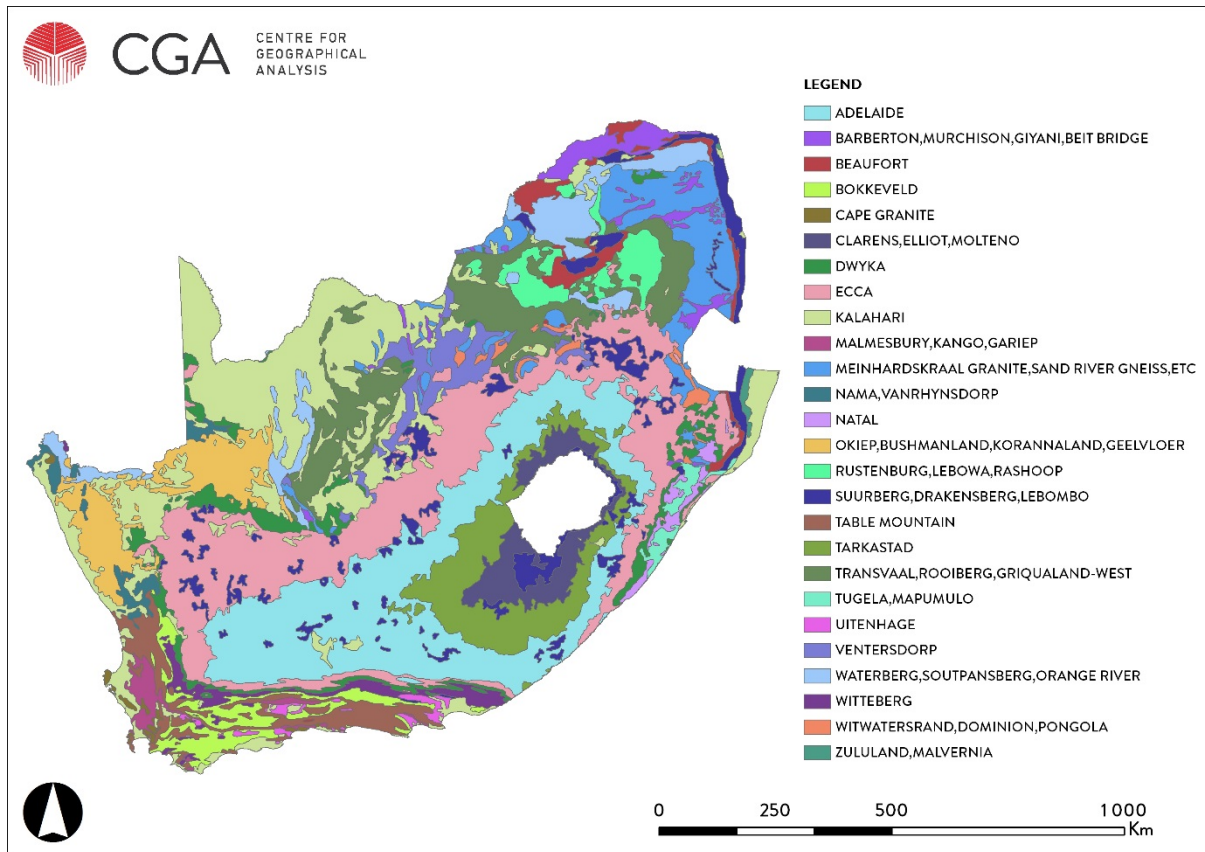 CGA
CENTRE FOR
GEOGRAPHICAL
ANALYSIS
LEGEND
ADELAIDE
BARBERTON,MURCHISON,GIYANI,BEIT BRIDGE
BEAUFORT
BOKKEVELD
CAPE GRANITE
CLARENS,ELLIOT,MOLTENO
DWYKA
ECCA
KALAHARI
MALMESBURY,KANGO,GARIEP
MEINHARDSKRAAL GRANITE,SAND RIVER GNEISS,ETC
NAMA,VANRHYNSDORP
NATAL
OKIEP,BUSHMANLAND,KORANNALAND,GEELVLOER
RUSTENBURG,LEBOWA,RASHOOP
SUURBERG,DRAKENSBERG,LEBOMBO
TABLE MOUNTAIN
TARKASTAD
TRANSVAAL,ROOIBERG,GRIQUALAND-WEST
TUGELA,MAPUMULO
UITENHAGE
VENTERSDORP
WATERBERG,SOUTPANSBERG,ORANGE RIVER
WITTEBERG
WITWATERSRAND,DOMINION,PONGOLA
ZULULAND,MALVERNIA
0 250 500 1 000
Km